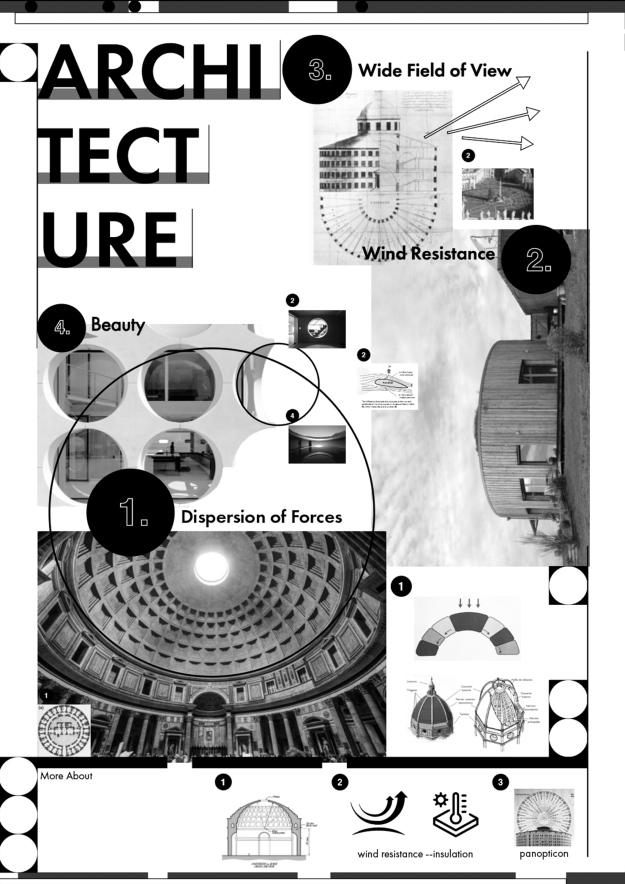 ARCHI
TECT
URE
3.
Wide Field of View
2
Wind Resistance
2.
4.
Beauty
2
2
4
1.
Dispersion of Forces
1
1
More About
1
2
3
wind resistance --insulation
panopticon